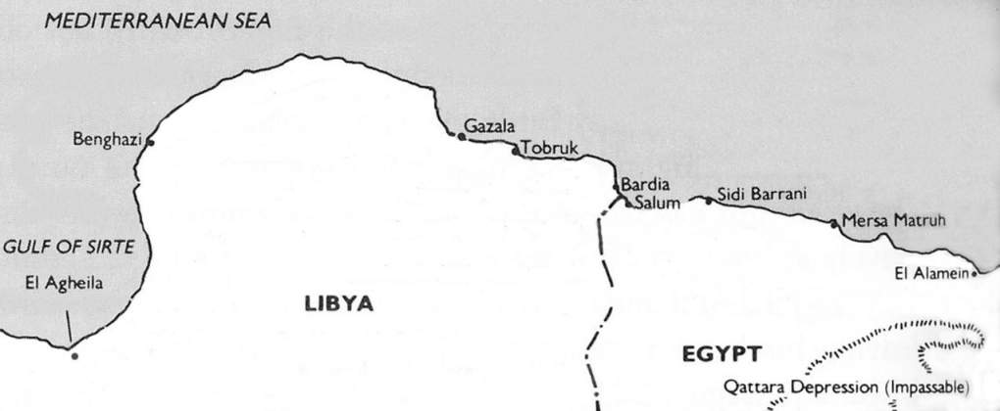 MEDITERRANEAN SEA
Gazala
Benghazi
Tobruk
Bardia
Salum
Sidi Barrani
Mersa Matruh
GULF OF SIRTE
El Alamein
El Agheila
LIBYA
EGYPT
Qattara Depression (Impassable)